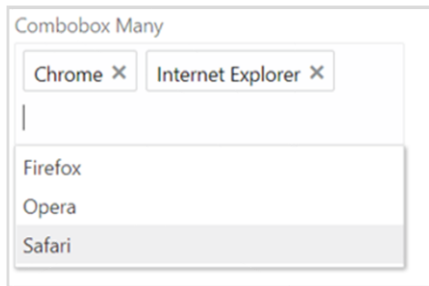 Combobox Many
Chrome × Internet Explorer ×
Firefox
Opera
Safari